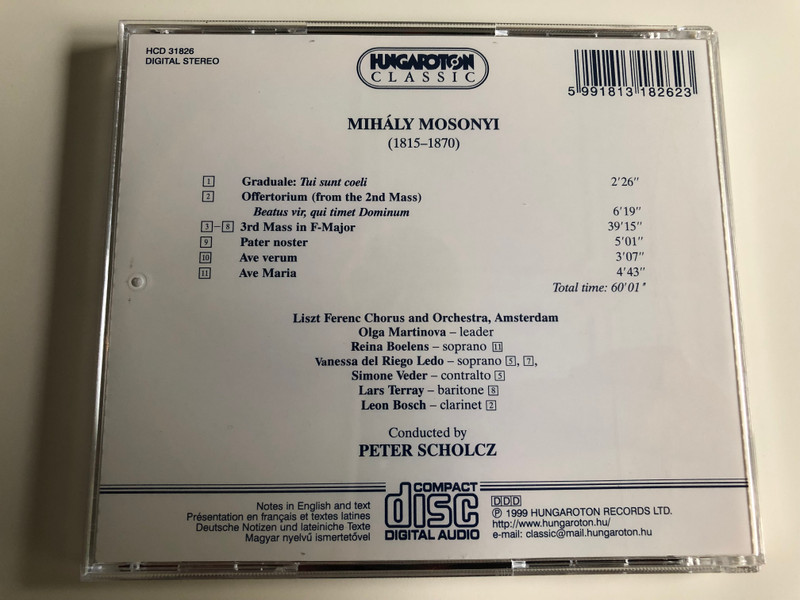 HCD 31826
DIGITAL STEREO
HUNGAROTON
CLASSIC
5 991813 182623
MIHÁLY MOSONYI
(1815–1870)
1 Graduale: Tui sunt coeli 2'26"
2 Offertorium (from the 2nd Mass)
Beatus vir, qui timet Dominum 6'19"
3–8 3rd Mass in F-Major 39'15"
9 Pater noster 5'01"
10 Ave verum 3'07"
11 Ave Maria 4'43"
Total time: 60'01"
Liszt Ferenc Chorus and Orchestra, Amsterdam
Olga Martinova – leader
Reina Boelens – soprano 11
Vanessa del Riego Ledo – soprano 5, 7,
Simone Veder – contralto 5
Lars Terray – baritone 8
Leon Bosch – clarinet 2
Conducted by
PETER SCHOLCZ
Notes in English and text
Présentation en français et textes latines
Deutsche Notizen und lateiniche Texte
Magyar nyelvű ismertetővel
COMPACT
disc
DIGITAL AUDIO
DDD
℗ 1999 HUNGAROTON RECORDS LTD.
http://www.hungaroton.hu/
e-mail: classic@mail.hungaroton.hu